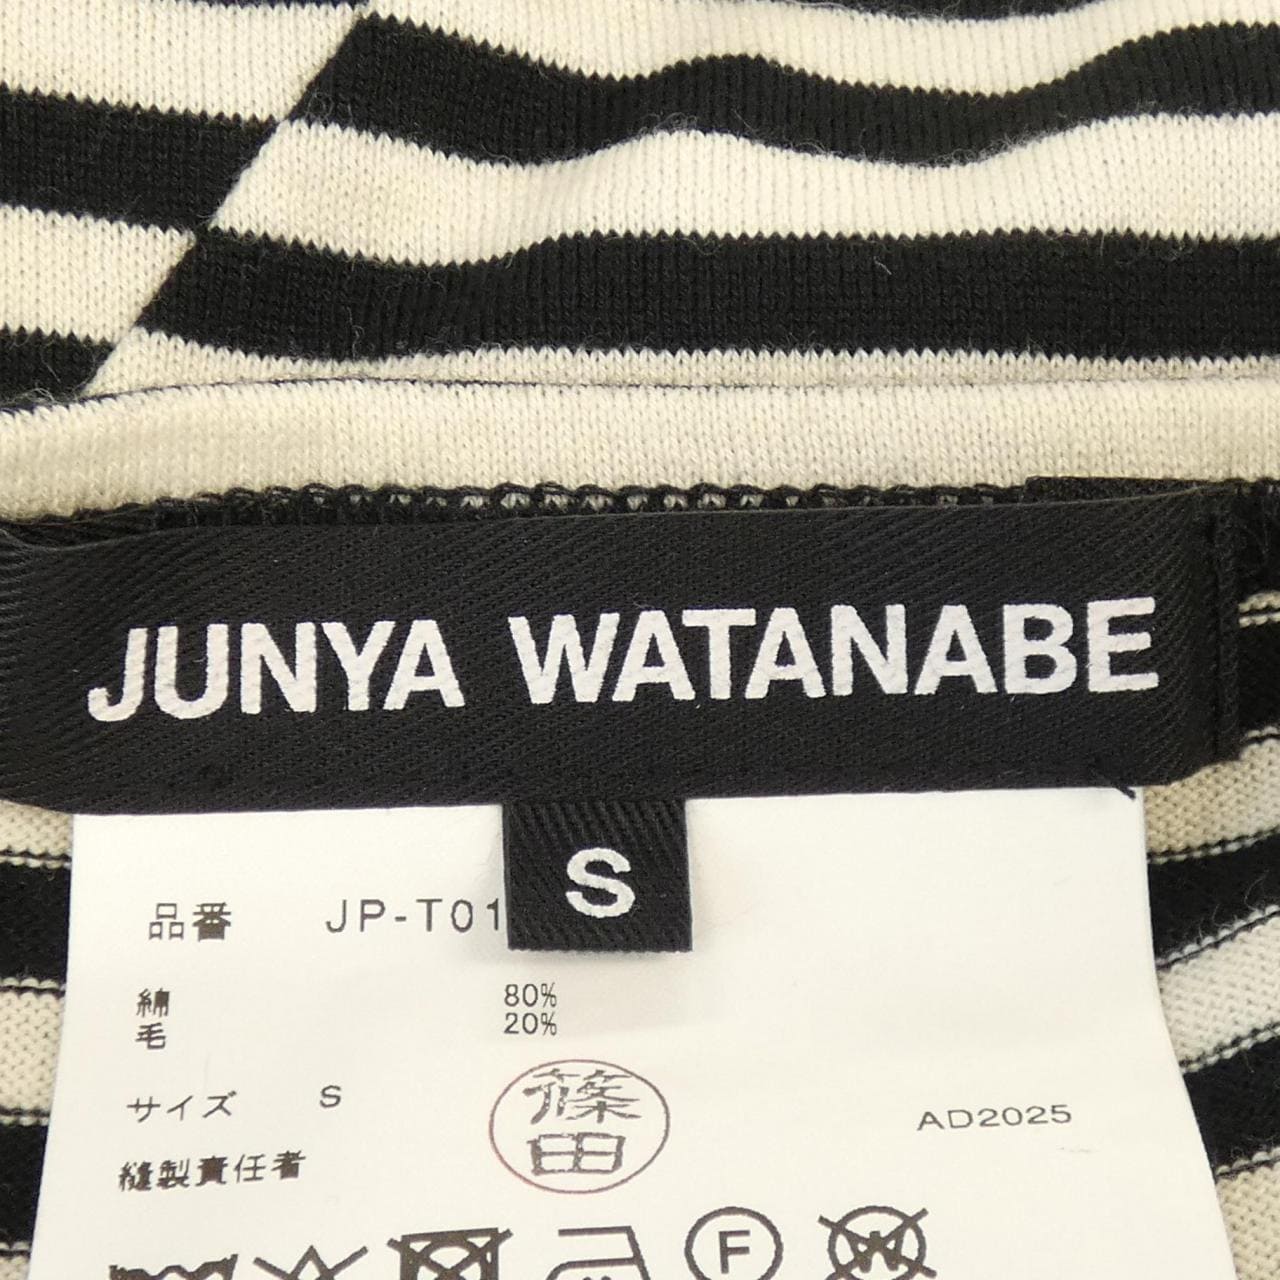 JUNYA WATANABE
S
品番 JP-T01
綿 80%
毛 20%
サイズ S
篠田
AD2025
縫製責任者
F
W